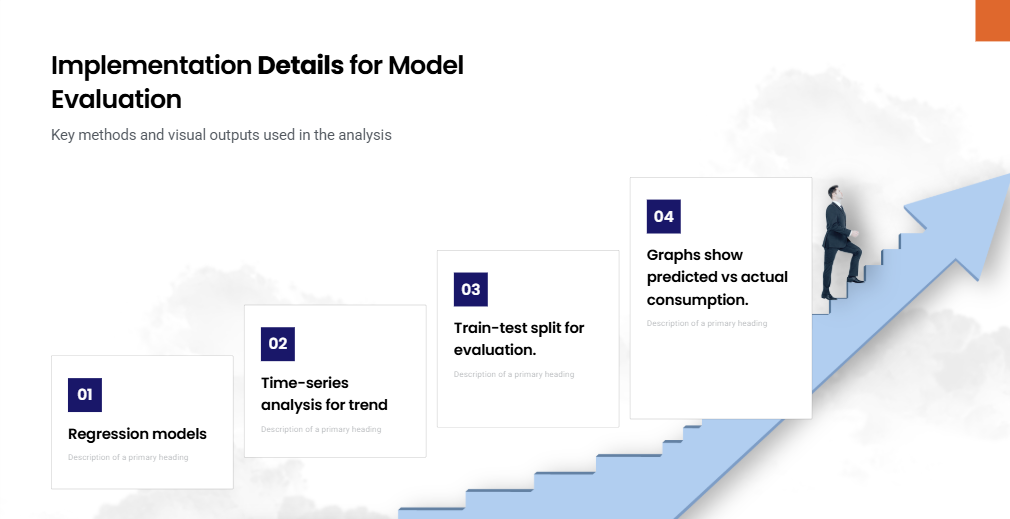 Implementation Details for Model
Evaluation
Key methods and visual outputs used in the analysis
01
Regression models
Description of a primary heading
02
Time-series
analysis for trend
Description of a primary heading
03
Train-test split for
evaluation.
Description of a primary heading
04
Graphs show
predicted vs actual
consumption.
Description of a primary heading